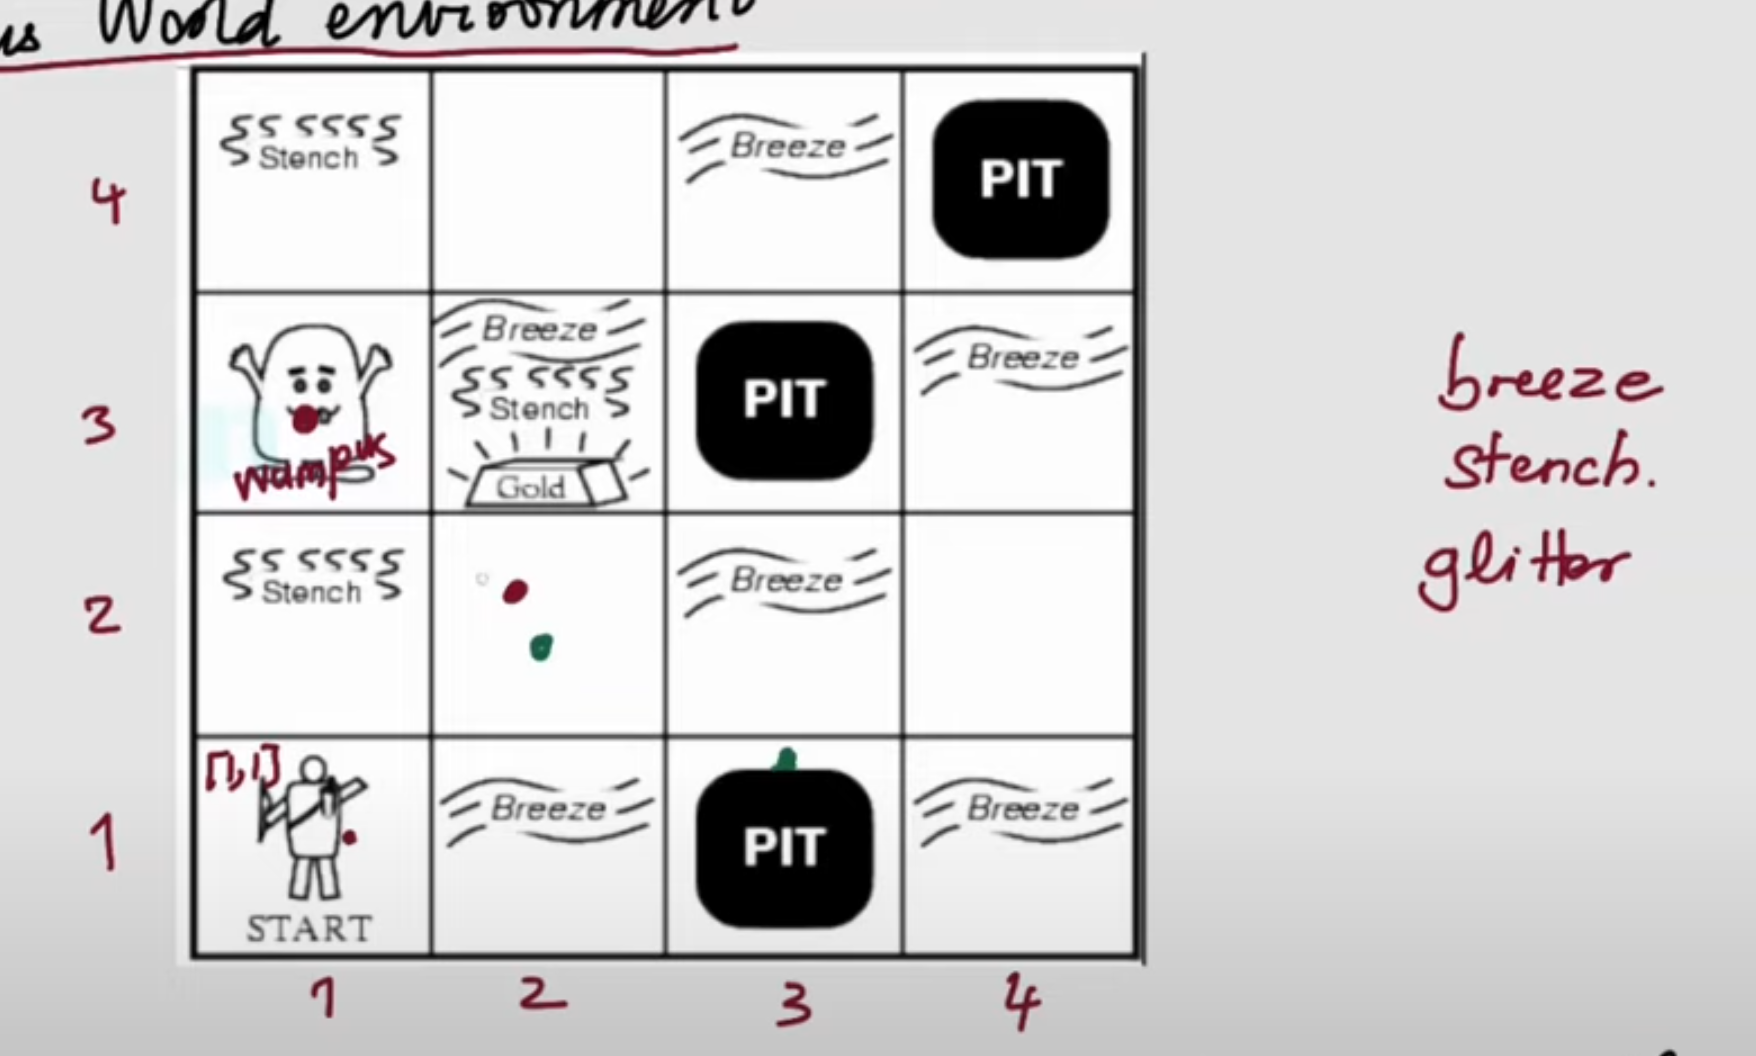 us World environment
Stench
Breeze
PIT
4
Breeze
Breeze
Stench
PIT
3
wampus
Gold
breeze
stench.
glitter
Stench
Breeze
2
[1,1]
Breeze
Breeze
PIT
1
START
1 2 3 4